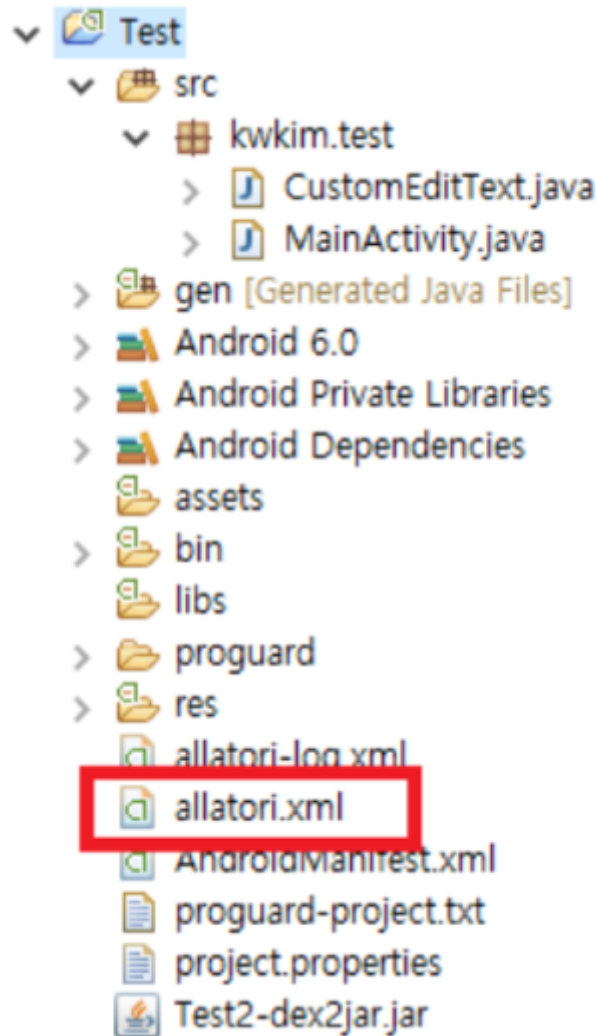 Test
src
kwkim.test
CustomEditText.java
MainActivity.java
gen [Generated Java Files]
Android 6.0
Android Private Libraries
Android Dependencies
assets
bin
libs
proguard
res
allatori-log.xml
allatori.xml
AndroidManifest.xml
proguard-project.txt
project.properties
Test2-dex2jar.jar